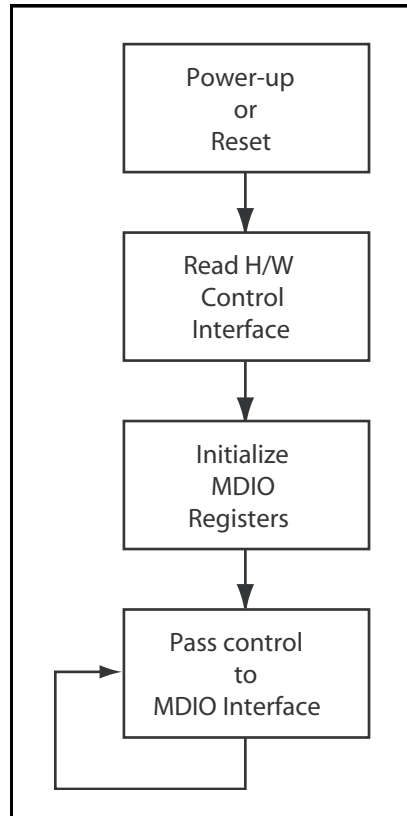 Power-up
or
Reset
Read H/W
Control
Interface
Initialize
MDIO
Registers
Pass control
to
MDIO Interface